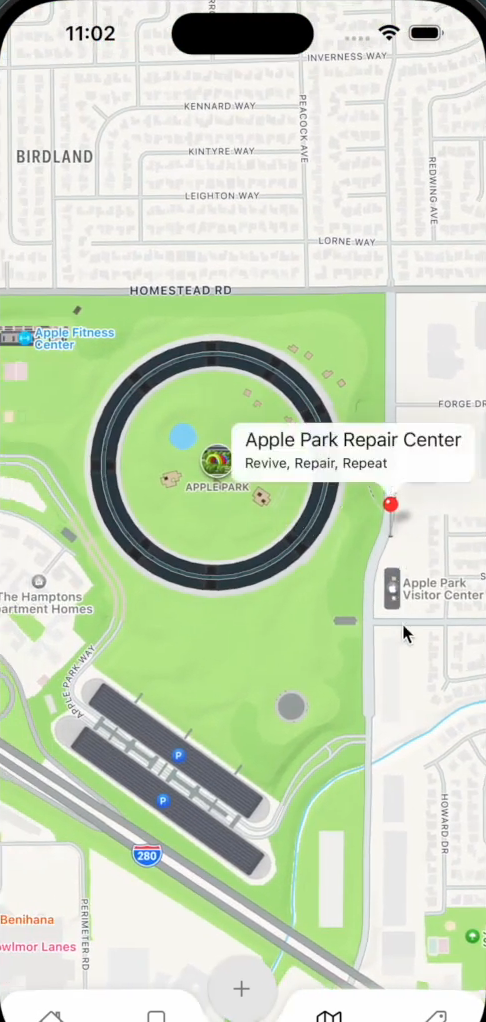 11:02
INVERNESS WAY
KENNARD WAY
PEACOCK AVE
BIRDLAND
KINTYRE WAY
REDWING AVE
LEIGHTON WAY
LORNE WAY
HOMESTEAD RD
Apple Fitness
Center
FORGE DR
Apple Park Repair Center
Revive, Repair, Repeat
APPLE PARK
Apple Park
Visitor Center
The Hamptons
partment Homes
APPLE PARK WAY
P
P
280
HOWARD DR
PERIMETER RD
Benihana
owlmor Lanes
+